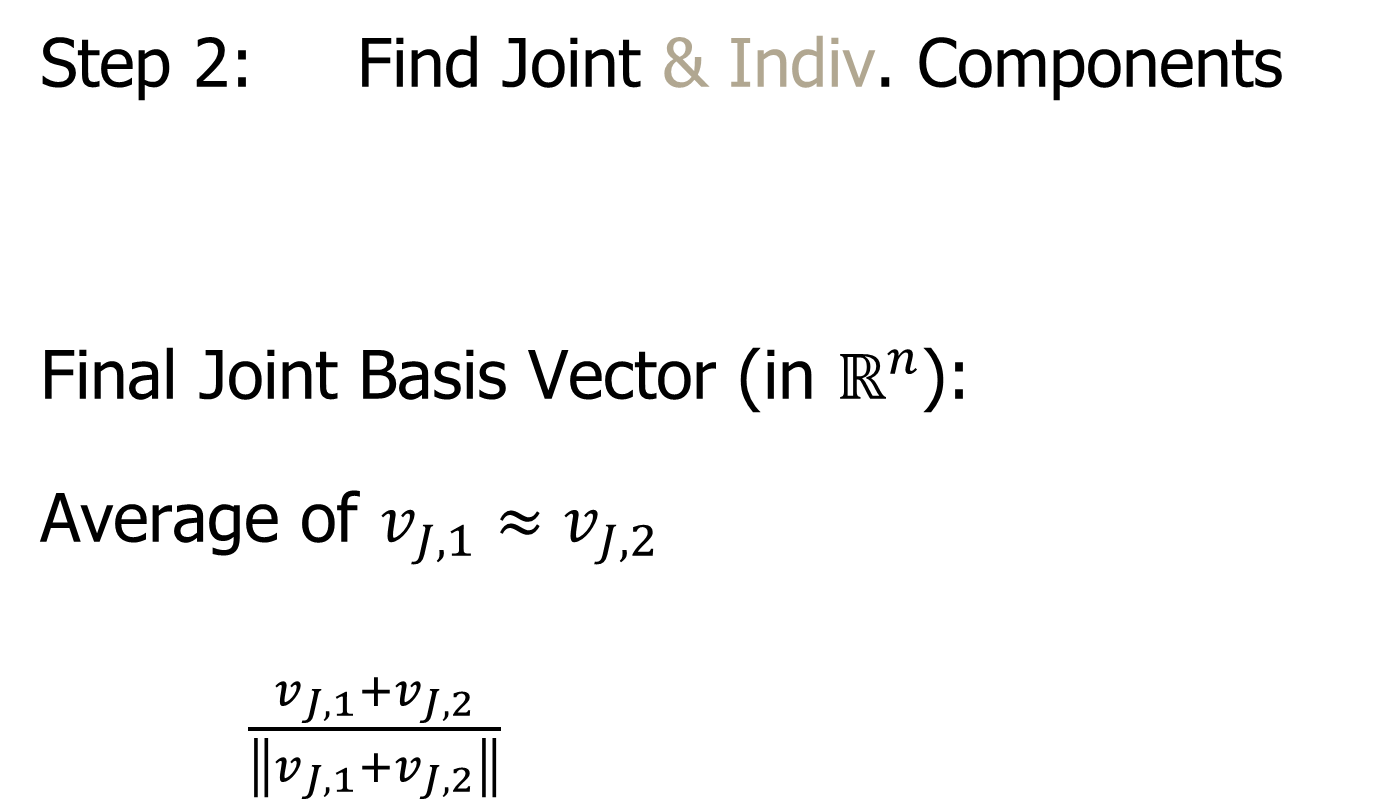 Step 2: Find Joint & Indiv. Components
Final Joint Basis Vector (in ℝⁿ):
Average of 𝑣_{𝐽,1} ≈ 𝑣_{𝐽,2}
𝑣_{𝐽,1}+𝑣_{𝐽,2}
‖𝑣_{𝐽,1}+𝑣_{𝐽,2}‖